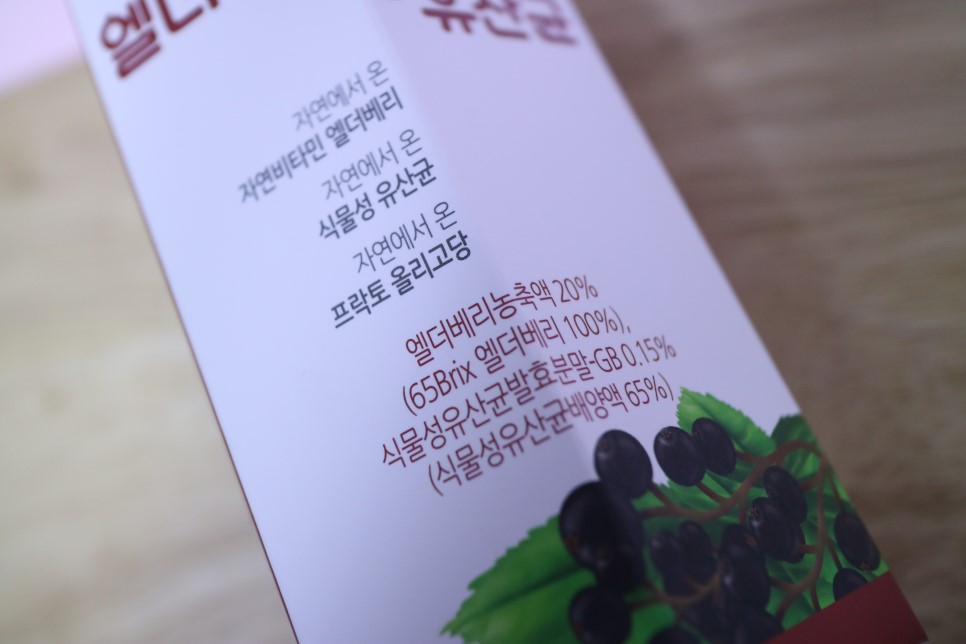 유산균
자연에서 온
자연비타민 엘더베리
자연에서 온
식물성 유산균
자연에서 온
프락토 올리고당
엘더베리농축액 20%
(65Brix 엘더베리 100%),
식물성유산균발효분말-GB 0.15%
(식물성유산균배양액 65%)